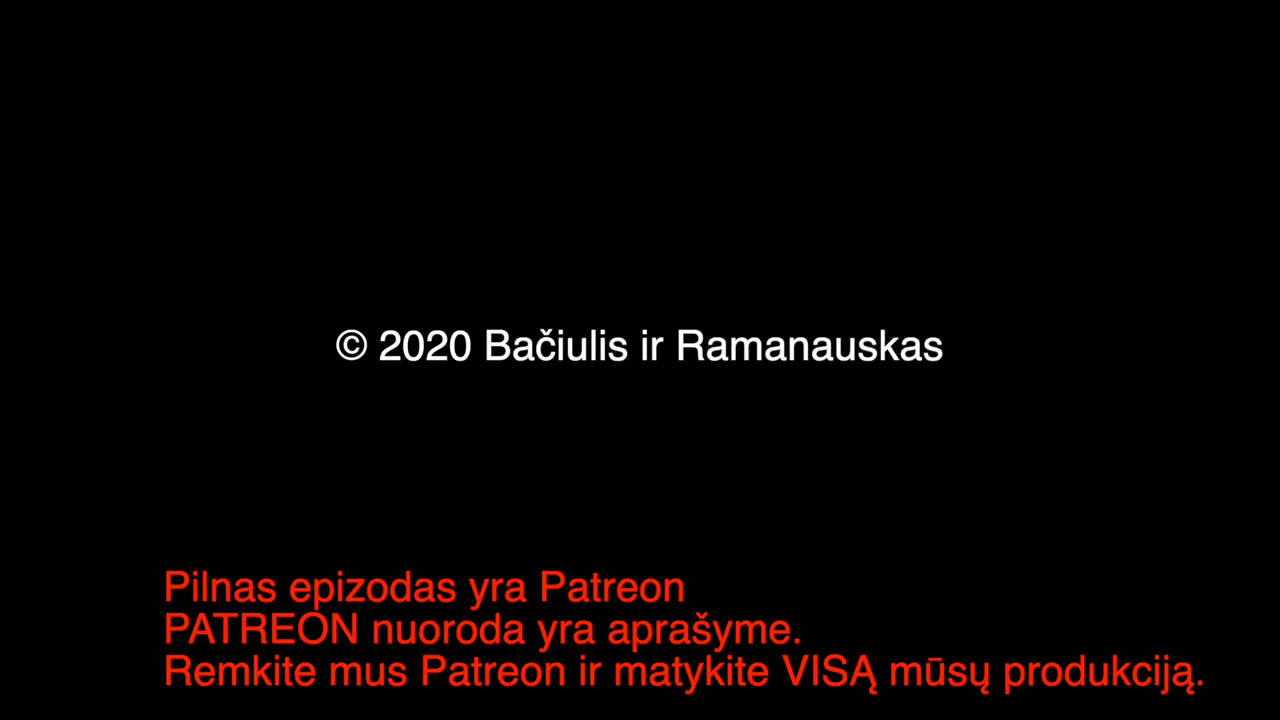 © 2020 Bačiulis ir Ramanauskas
Pilnas epizodas yra Patreon
PATREON nuoroda yra aprašyme.
Remkite mus Patreon ir matykite VISĄ mūsų produkciją.